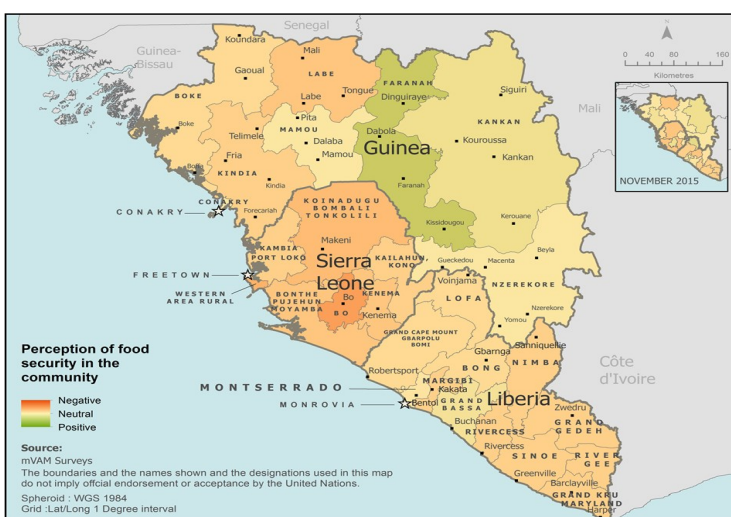 Senegal
Guinea-
Bissau
Mali
Côte
d'Ivoire
0 40 80 120 160
Kilometres
NOVEMBER 2015
Koundara
Mali
Gaoual
LABE
Labe
Tongue
FARANAH
Dinguiraye
Siguiri
BOKE
Boke
Telimele
Pita
MAMOU
Dalaba
Mamou
Dabola
Guinea
KANKAN
Kouroussa
Kankan
Fria
KINDIA
Kindia
Faranah
CONAKRY
CONAKRY
Forecariah
KOINADUGU
BOMBALI
TONKOLILI
Kissidougou
Kerouane
Beyla
Makeni
KAMBIA
PORT LOKO
Sierra
Leone
KAILAHUN,
KONO
Gueckedou
Macenta
FREETOWN
WESTERN
AREA RURAL
Voinjama
NZEREKORE
BONTHE
PUJEHUN
MOYAMBA
Bo
BO
KENEMA
Kenema
LOFA
Nzerekore
Yomou
GRAND CAPE MOUNT
GBARPOLU
BOMI
Sanniquellie
Gbarnga
NIMBA
BONG
Robertsport
MONTSERRADO
MARGIBI
Kakata
MONROVIA
Bentol
GRAND
BASSA
Liberia
Zwedru
GRAND
GEDEH
Buchanan
RIVERCESS
Rivercess
SINOE
RIVER
GEE
Greenville
Barclayville
GRAND KRU
MARYLAND
Harper
Perception of food
security in the
community
Negative
Neutral
Positive
Source:
mVAM Surveys
The boundaries and the names shown and the designations used in this map
do not imply offcial endorsement or acceptance by the United Nations.
Spheroid : WGS 1984
Grid :Lat/Long 1 Degree interval